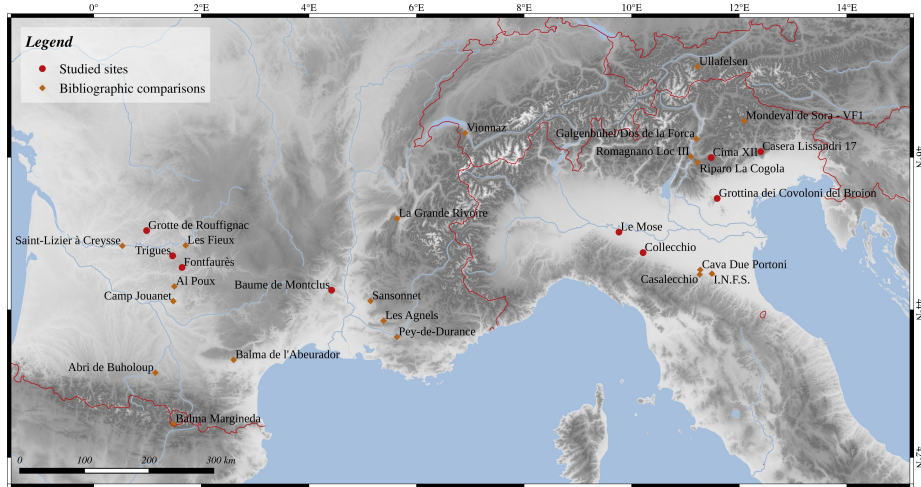 0° 2°E 4°E 6°E 8°E 10°E 12°E 14°E
Legend
Studied sites
Bibliographic comparisons
Ullafelsen
Mondeval de Sora - VF1
Vionnaz
Galgenbühel/Dos de la Forca
Casera Lissandri 17
Romagnano Loc III
Cima XII
46°N
Riparo La Cogola
Grottina dei Covoloni del Broion
La Grande Rivoire
Grotte de Rouffignac
Le Mose
Saint-Lizier à Creysse
Les Fieux
Trigues
Collecchio
Fontfaurès
Cava Due Portoni
Al Poux
Baume de Montclus
Casalecchio
I.N.F.S.
Camp Jouanet
Sansonnet
44°N
Les Agnels
Pey-de-Durance
Balma de l'Abeurador
Abri de Buholoup
Balma Margineda
42°N
0 100 200 300 km